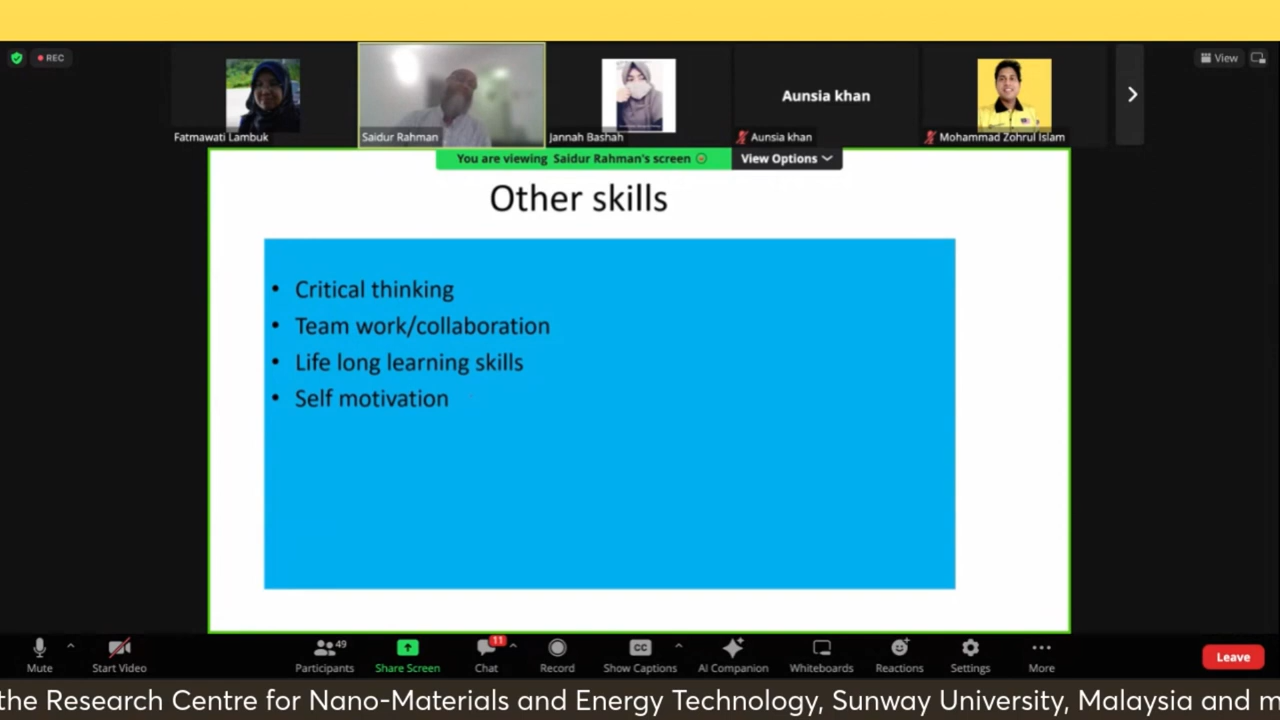 REC
View
Aunsia khan
Fatmawati Lambuk
Saidur Rahman
Jannah Bashah
Aunsia khan
Mohammad Zohrul Islam
You are viewing Saidur Rahman's screen
View Options
Other skills
• Critical thinking
• Team work/collaboration
• Life long learning skills
• Self motivation
49
11
CC
Mute
Start Video
Participants
Share Screen
Chat
Record
Show Captions
AI Companion
Whiteboards
Reactions
Settings
More
Leave
the Research Centre for Nano-Materials and Energy Technology, Sunway University, Malaysia and m